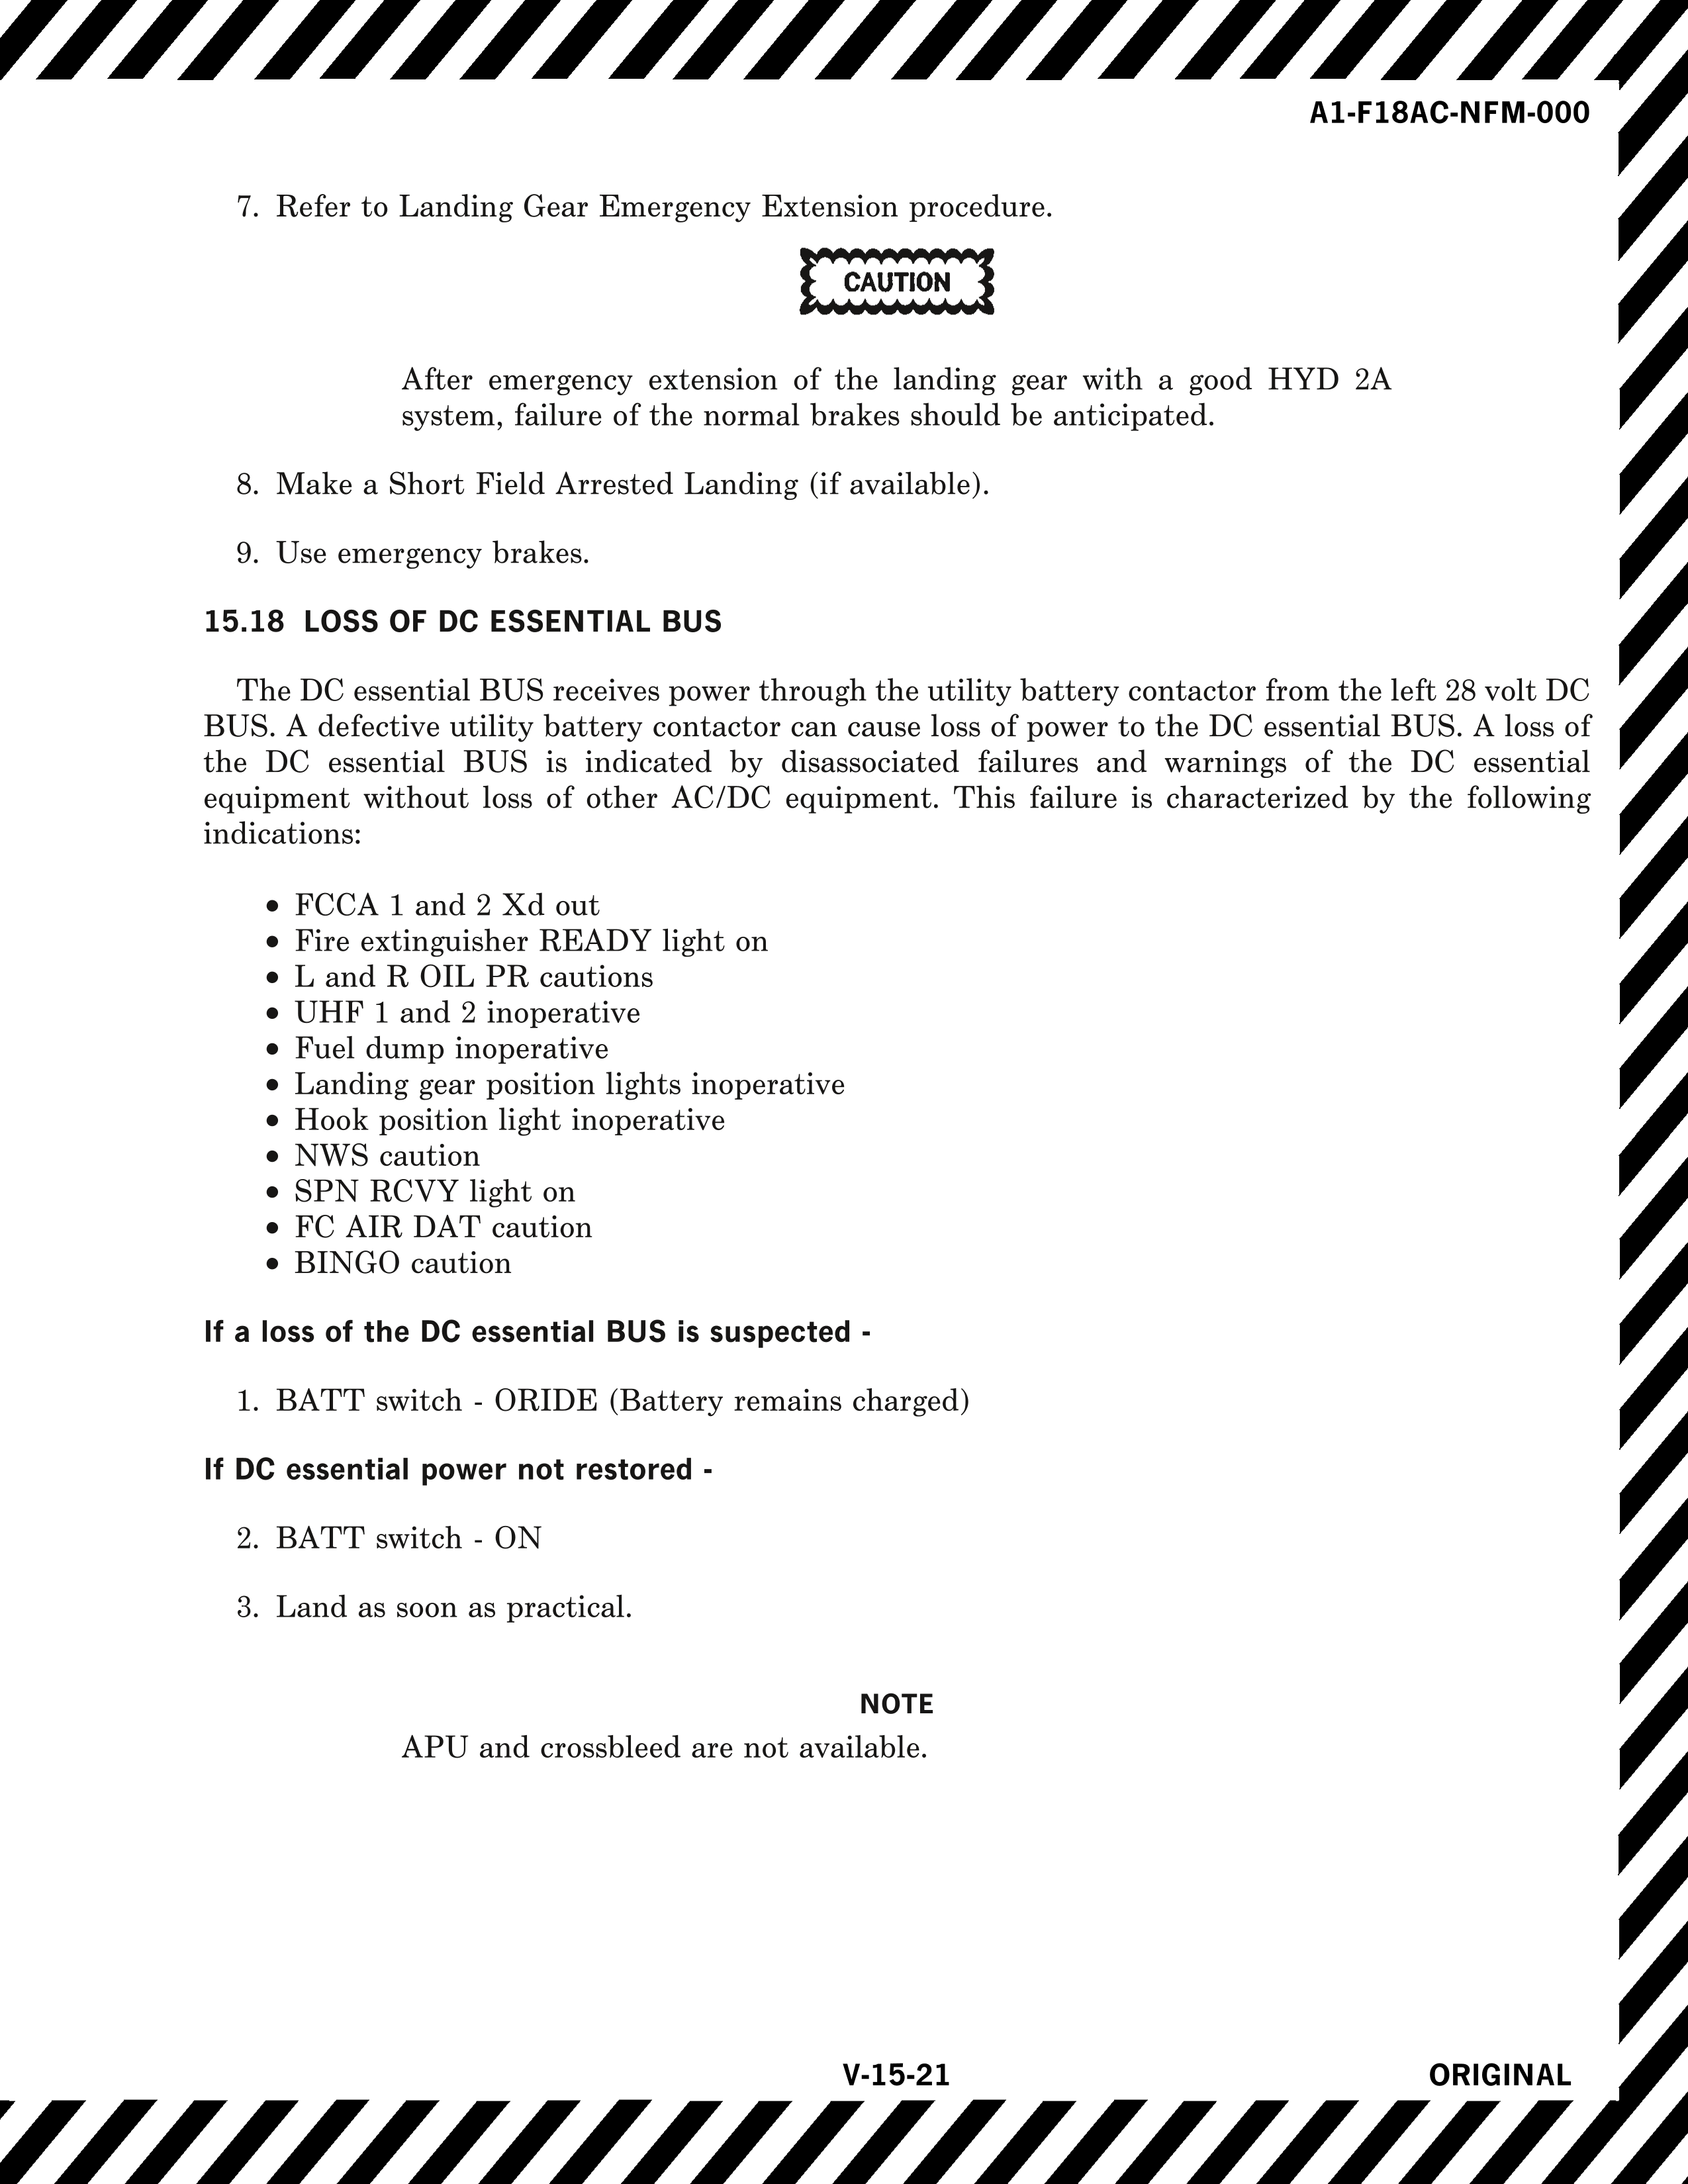 A1-F18AC-NFM-000
7. Refer to Landing Gear Emergency Extension procedure.
CAUTION
After emergency extension of the landing gear with a good HYD 2A
system, failure of the normal brakes should be anticipated.
8. Make a Short Field Arrested Landing (if available).
9. Use emergency brakes.
15.18 LOSS OF DC ESSENTIAL BUS
The DC essential BUS receives power through the utility battery contactor from the left 28 volt DC
BUS. A defective utility battery contactor can cause loss of power to the DC essential BUS. A loss of
the DC essential BUS is indicated by disassociated failures and warnings of the DC essential
equipment without loss of other AC/DC equipment. This failure is characterized by the following
indications:
• FCCA 1 and 2 Xd out
• Fire extinguisher READY light on
• L and R OIL PR cautions
• UHF 1 and 2 inoperative
• Fuel dump inoperative
• Landing gear position lights inoperative
• Hook position light inoperative
• NWS caution
• SPN RCVY light on
• FC AIR DAT caution
• BINGO caution
If a loss of the DC essential BUS is suspected -
1. BATT switch - ORIDE (Battery remains charged)
If DC essential power not restored -
2. BATT switch - ON
3. Land as soon as practical.
NOTE
APU and crossbleed are not available.
V-15-21
ORIGINAL